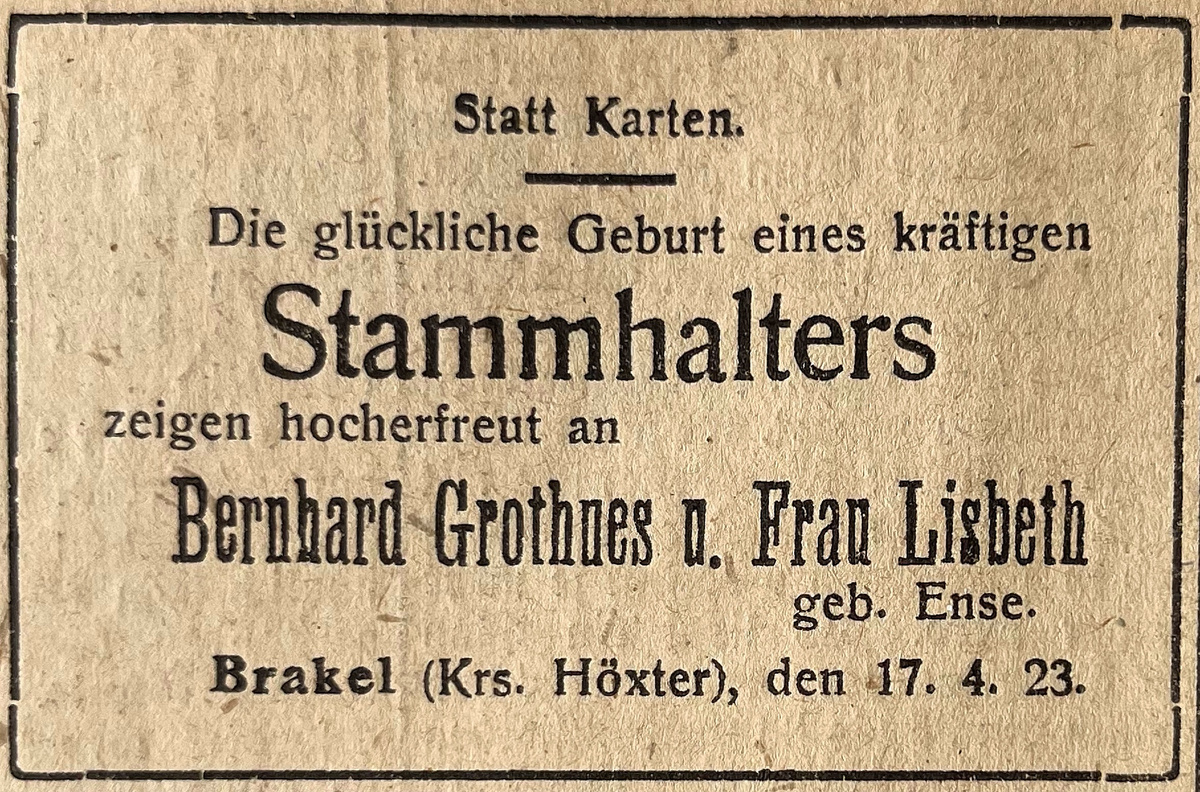 Statt Karten.
Die glückliche Geburt eines kräftigen
Stammhalters
zeigen hocherfreut an
Bernhard Grothues u. Frau Lisbeth
geb. Ense.
Brakel (Krs. Höxter), den 17. 4. 23.